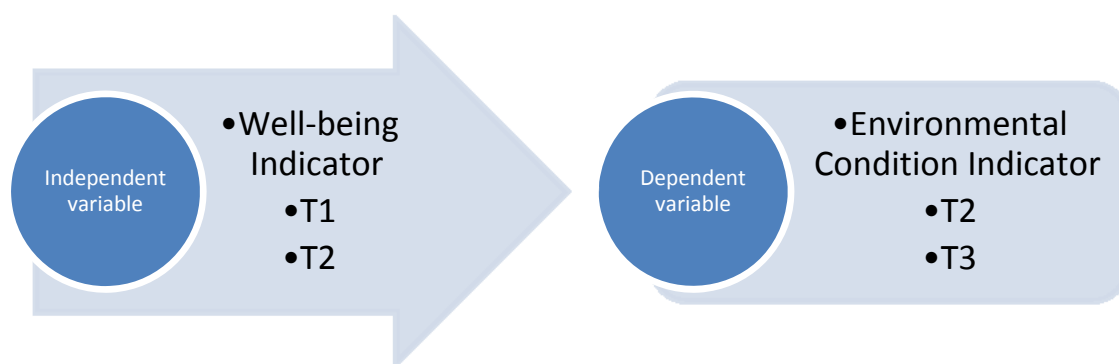 Independent
variable
•Well-being
Indicator
•T1
•T2
Dependent
variable
•Environmental
Condition Indicator
•T2
•T3